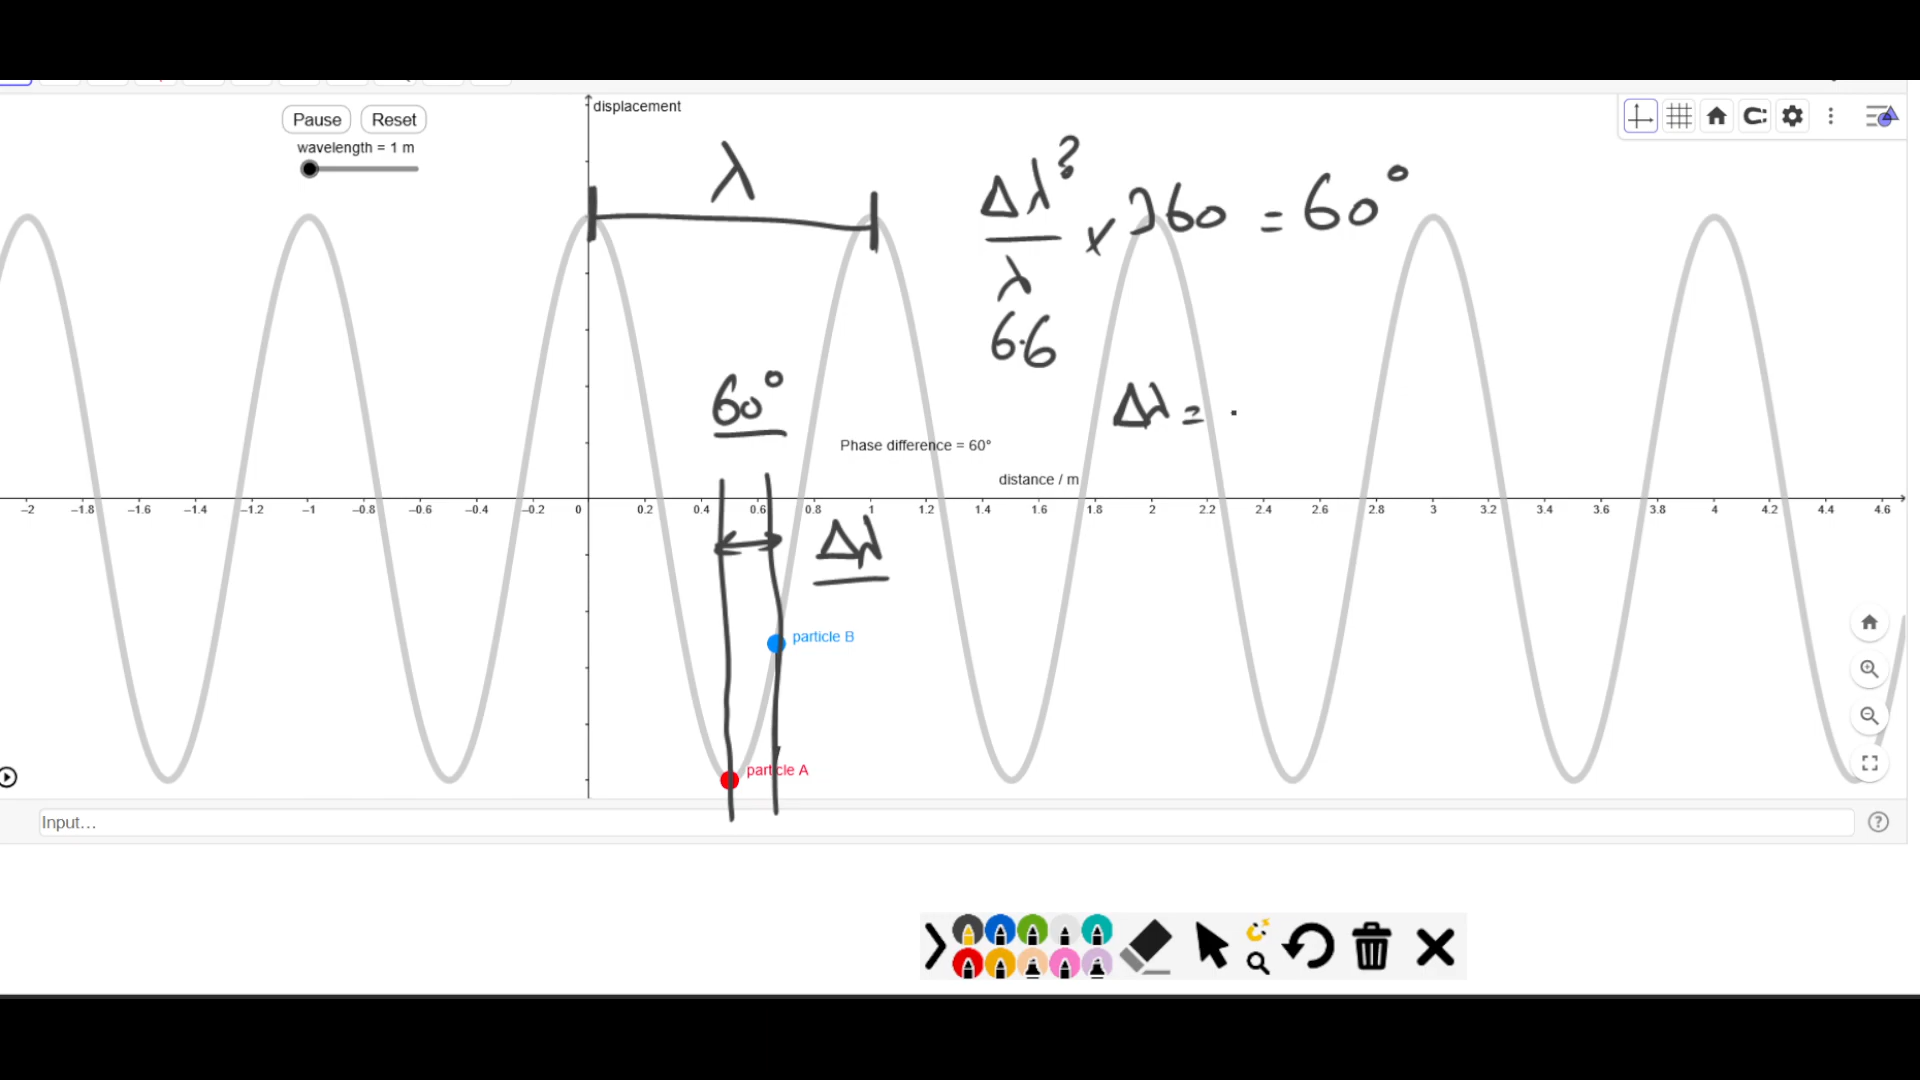 displacement
Pause Reset
wavelength = 1 m
λ
Δλ? × 360 = 60°
λ
6.6
60°
Δλ = .
Phase difference = 60°
distance / m
−2 −1.8 −1.6 −1.4 −1.2 −1 −0.8 −0.6 −0.4 −0.2 0 0.2 0.4 0.6 0.8 1 1.2 1.4 1.6 1.8 2 2.2 2.4 2.6 2.8 3 3.2 3.4 3.6 3.8 4 4.2 4.4 4.6
Δλ
particle B
particle A
Input…